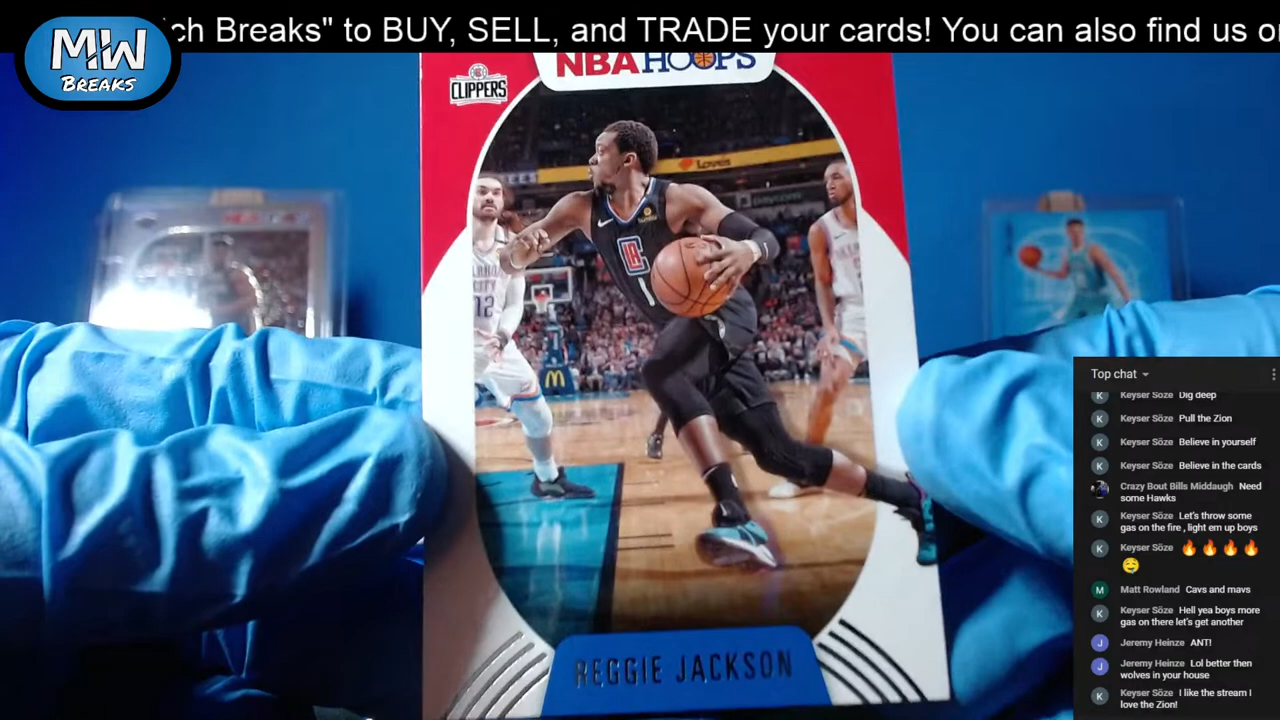 ch Breaks" to BUY, SELL, and TRADE your cards! You can also find us o
MW
BREAKS
NBA HOOPS
CLIPPERS
Love's
12
LA
1
REGGIE JACKSON
Top chat
Keyser Söze Dig deep
Keyser Söze Pull the Zion
Keyser Söze Believe in yourself
Keyser Söze Believe in the cards
Crazy Bout Bills Middaugh Need
some Hawks
Keyser Söze Let's throw some
gas on the fire , light em up boys
Keyser Söze 🔥🔥🔥🔥
Matt Rowland Cavs and mavs
Keyser Söze Hell yea boys more
gas on there let's get another
Jeremy Heinze ANT!
Jeremy Heinze Lol better then
wolves in your house
Keyser Söze I like the stream I
love the Zion!